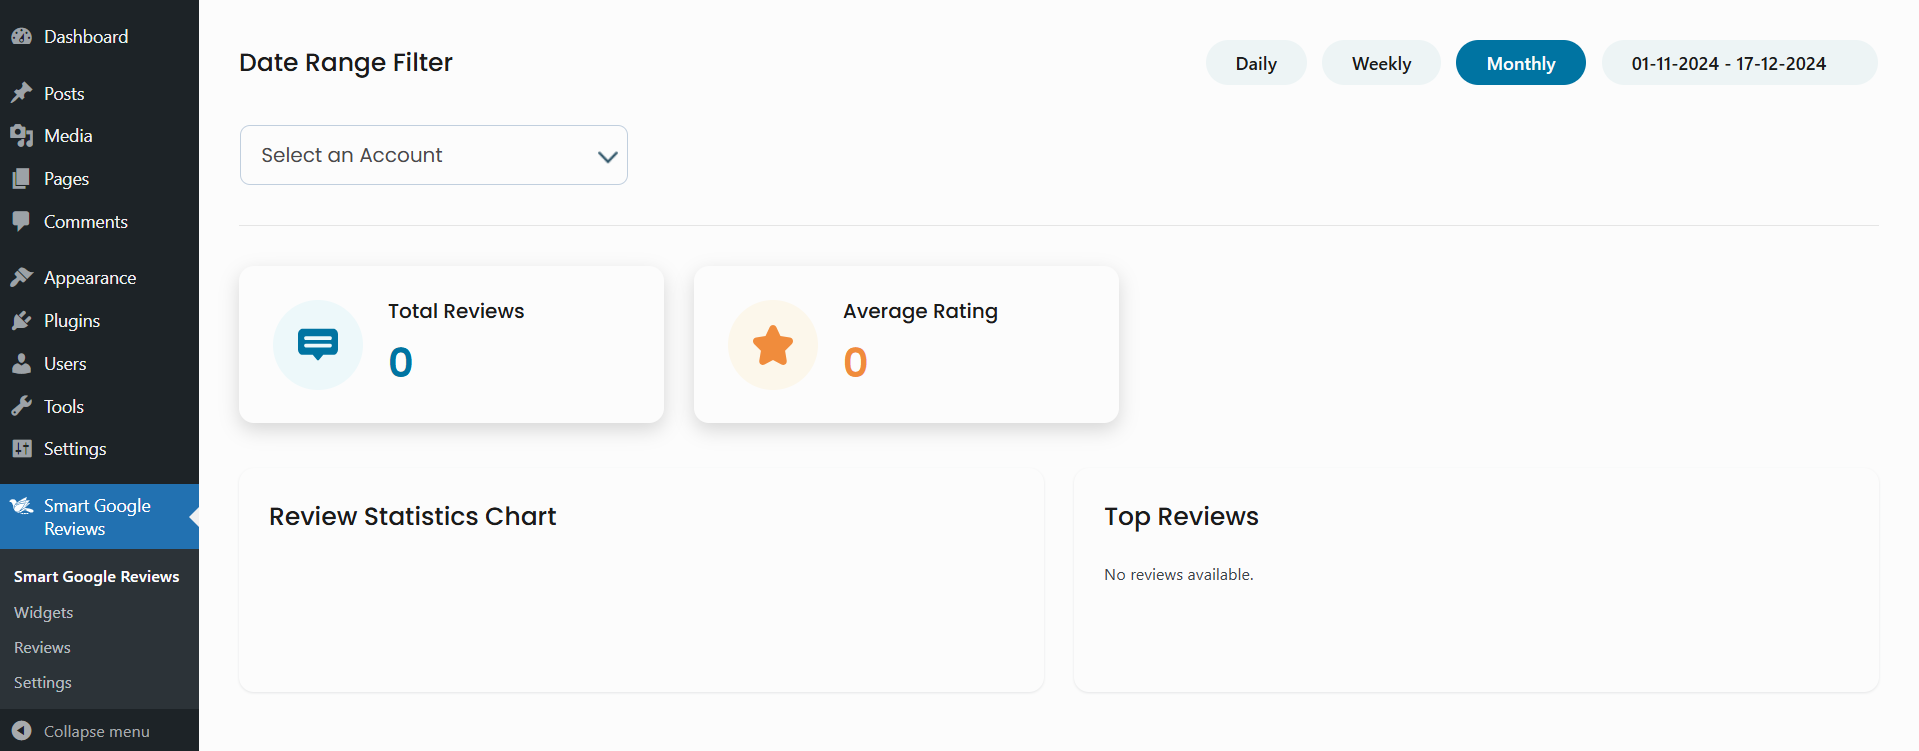 Dashboard
Posts
Media
Pages
Comments
Appearance
Plugins
Users
Tools
Settings
Smart Google
Reviews
Smart Google Reviews
Widgets
Reviews
Settings
Collapse menu
Date Range Filter
Daily
Weekly
Monthly
01-11-2024 - 17-12-2024
Select an Account
Total Reviews
0
Average Rating
0
Review Statistics Chart
Top Reviews
No reviews available.